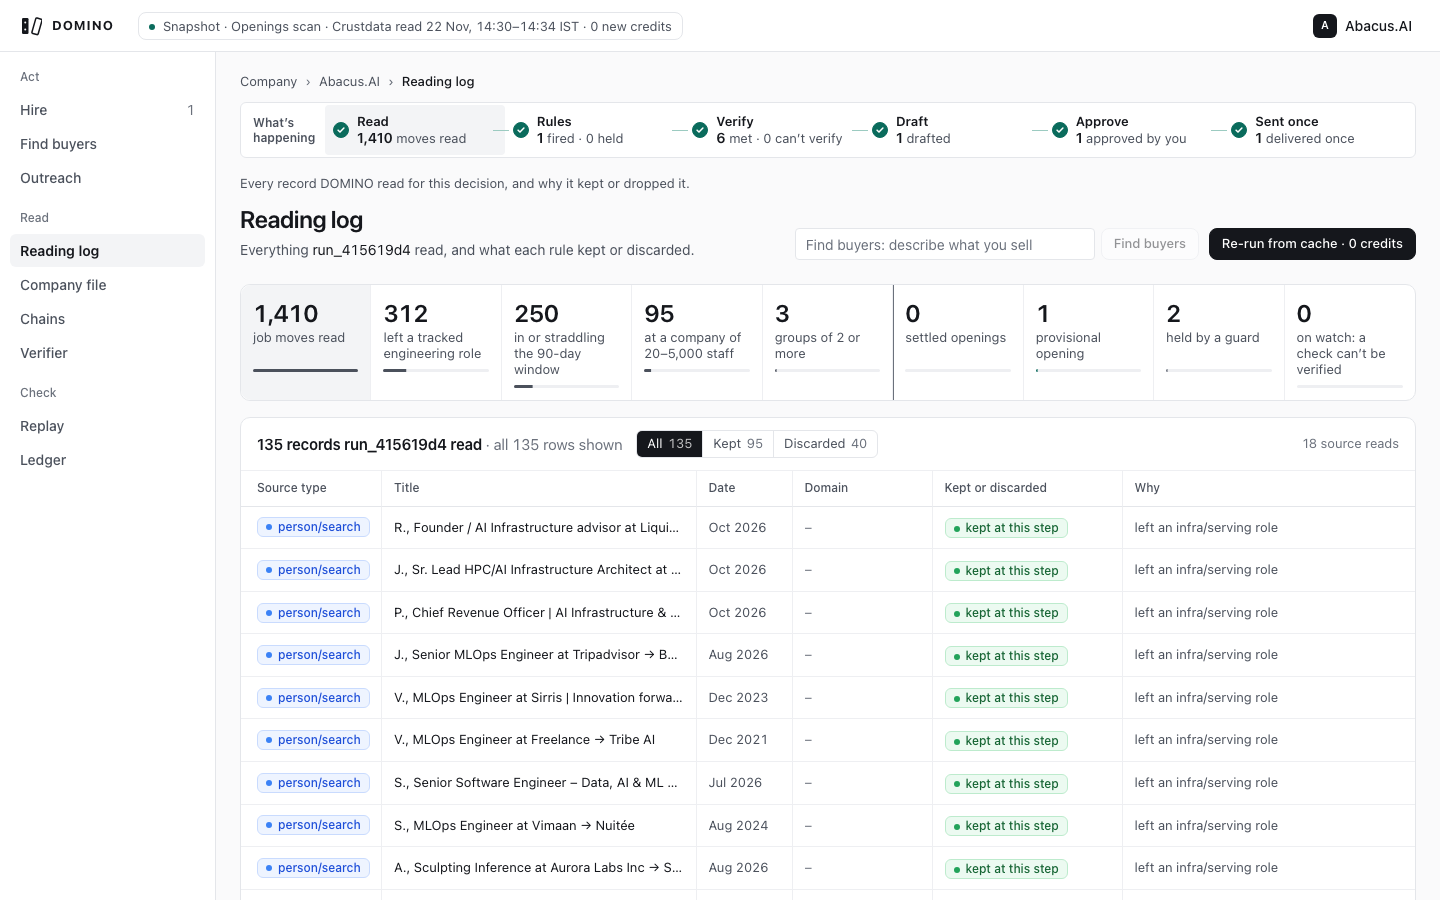 DOMINO
Snapshot · Openings scan · Crustdata read 22 Nov, 14:30–14:34 IST · 0 new credits
A
Abacus.AI
Act
Hire 1
Find buyers
Outreach
Read
Reading log
Company file
Chains
Verifier
Check
Replay
Ledger
Company › Abacus.AI › Reading log
What's happening
Read
1,410 moves read
Rules
1 fired · 0 held
Verify
6 met · 0 can't verify
Draft
1 drafted
Approve
1 approved by you
Sent once
1 delivered once
Every record DOMINO read for this decision, and why it kept or dropped it.
Reading log
Everything run_415619d4 read, and what each rule kept or discarded.
Find buyers: describe what you sell
Find buyers
Re-run from cache · 0 credits
1,410
job moves read
312
left a tracked
engineering role
250
in or straddling
the 90-day
window
95
at a company of
20–5,000 staff
3
groups of 2 or
more
0
settled openings
1
provisional
opening
2
held by a guard
0
on watch: a
check can't be
verified
135 records run_415619d4 read · all 135 rows shown
All 135
Kept 95
Discarded 40
18 source reads
Source type Title Date Domain Kept or discarded Why
person/search R., Founder / AI Infrastructure advisor at Liqui... Oct 2026 – kept at this step left an infra/serving role
person/search J., Sr. Lead HPC/AI Infrastructure Architect at ... Oct 2026 – kept at this step left an infra/serving role
person/search P., Chief Revenue Officer | AI Infrastructure & ... Oct 2026 – kept at this step left an infra/serving role
person/search J., Senior MLOps Engineer at Tripadvisor → B... Aug 2026 – kept at this step left an infra/serving role
person/search V., MLOps Engineer at Sirris | Innovation forwa... Dec 2023 – kept at this step left an infra/serving role
person/search V., MLOps Engineer at Freelance → Tribe AI Dec 2021 – kept at this step left an infra/serving role
person/search S., Senior Software Engineer – Data, AI & ML ... Jul 2026 – kept at this step left an infra/serving role
person/search S., MLOps Engineer at Vimaan → Nuitée Aug 2024 – kept at this step left an infra/serving role
person/search A., Sculpting Inference at Aurora Labs Inc → S... Aug 2026 – kept at this step left an infra/serving role